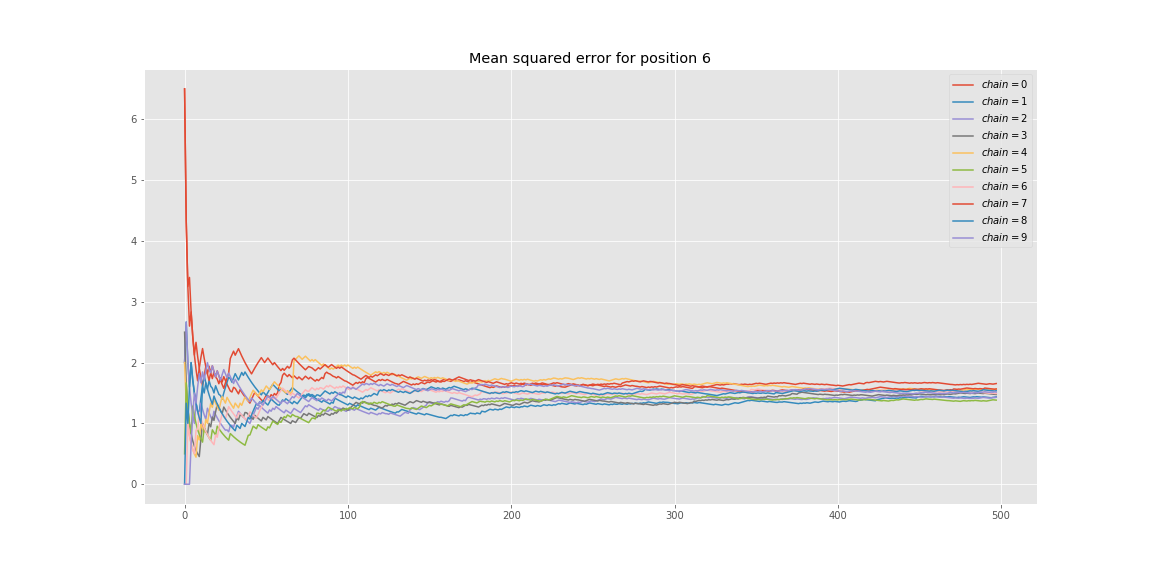 Mean squared error for position 6
chain = 0
chain = 1
chain = 2
chain = 3
chain = 4
chain = 5
chain = 6
chain = 7
chain = 8
chain = 9
6
5
4
3
2
1
0
0 100 200 300 400 500